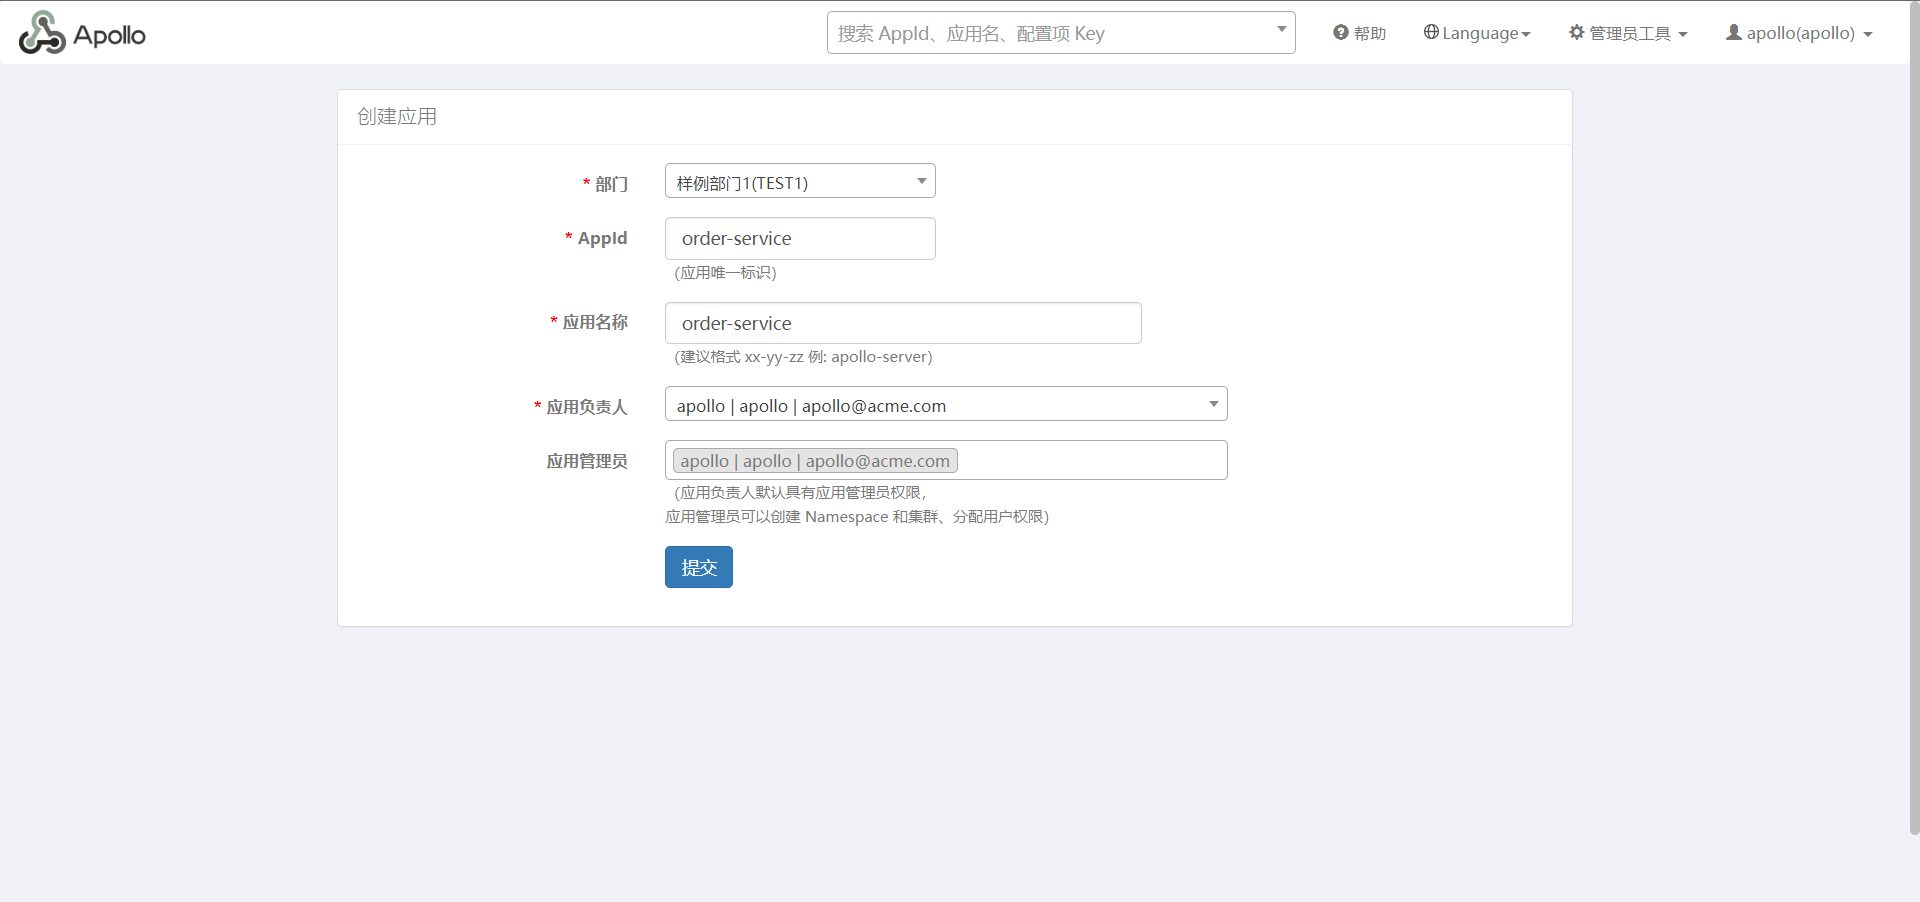 Apollo
搜索 AppId、应用名、配置项 Key
帮助
Language
管理员工具
apollo(apollo)
创建应用
* 部门
样例部门1(TEST1)
* AppId
order-service
(应用唯一标识)
* 应用名称
order-service
(建议格式 xx-yy-zz 例: apollo-server)
* 应用负责人
apollo | apollo | apollo@acme.com
应用管理员
apollo | apollo | apollo@acme.com
(应用负责人默认具有应用管理员权限，
应用管理员可以创建 Namespace 和集群、分配用户权限)
提交